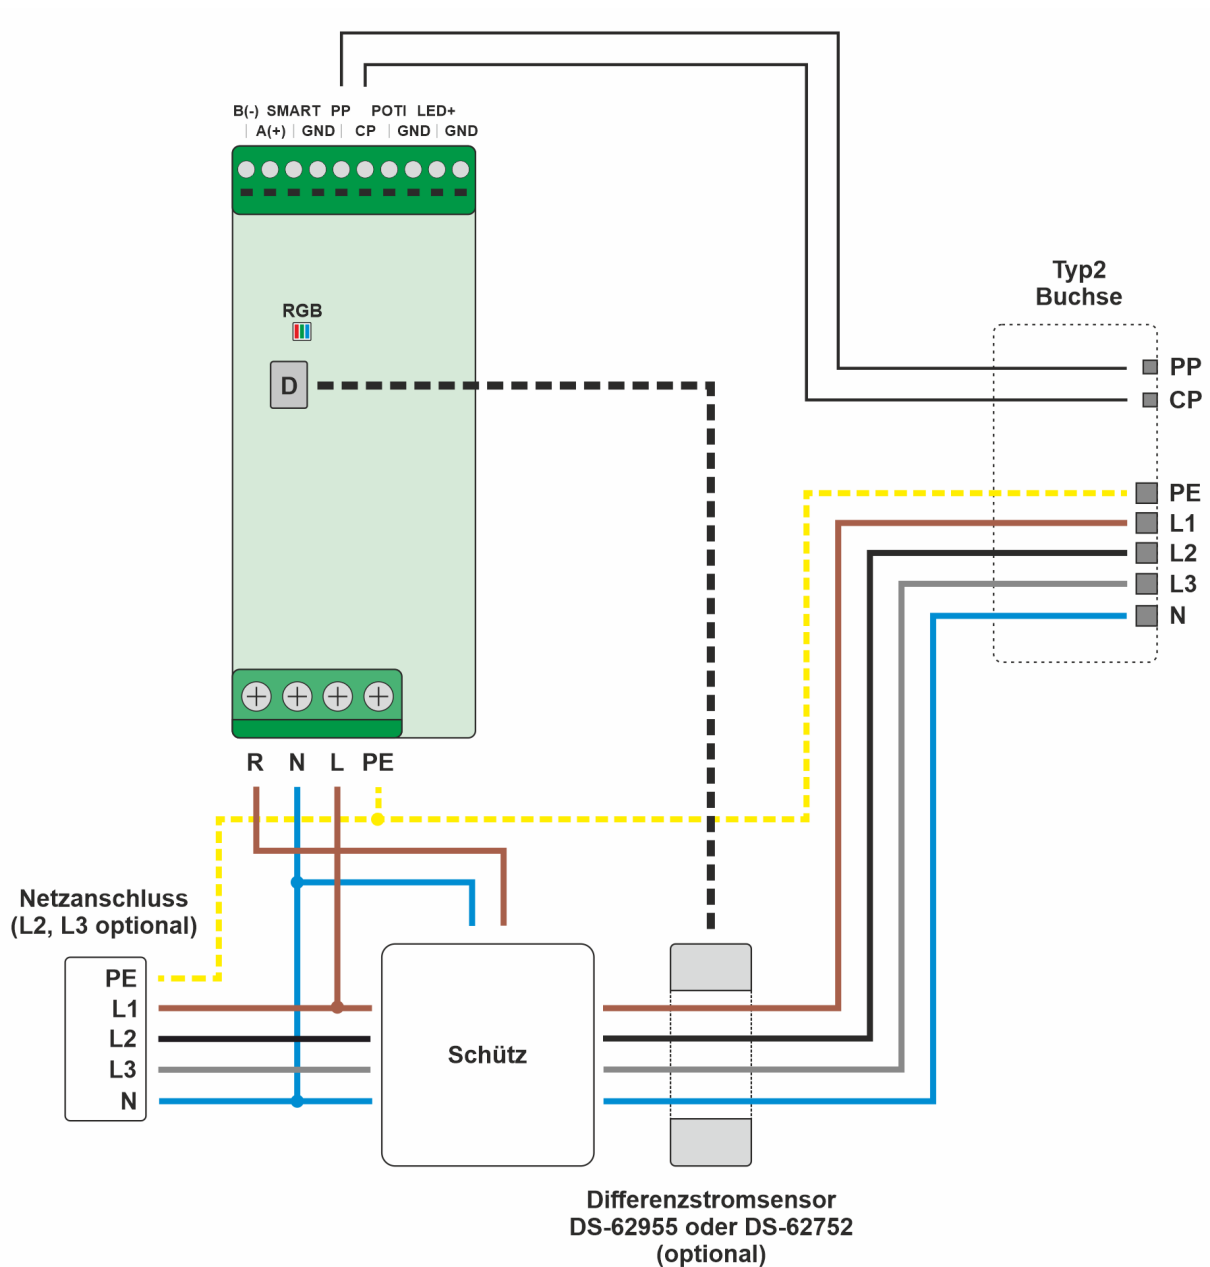 B(-) SMART PP POTI LED+
A(+) GND CP GND GND
Typ2
Buchse
RGB
D
PP
CP
PE
L1
L2
L3
N
R N L PE
Netzanschluss
(L2, L3 optional)
PE
L1
L2
L3
N
Schütz
Differenzstromsensor
DS-62955 oder DS-62752
(optional)